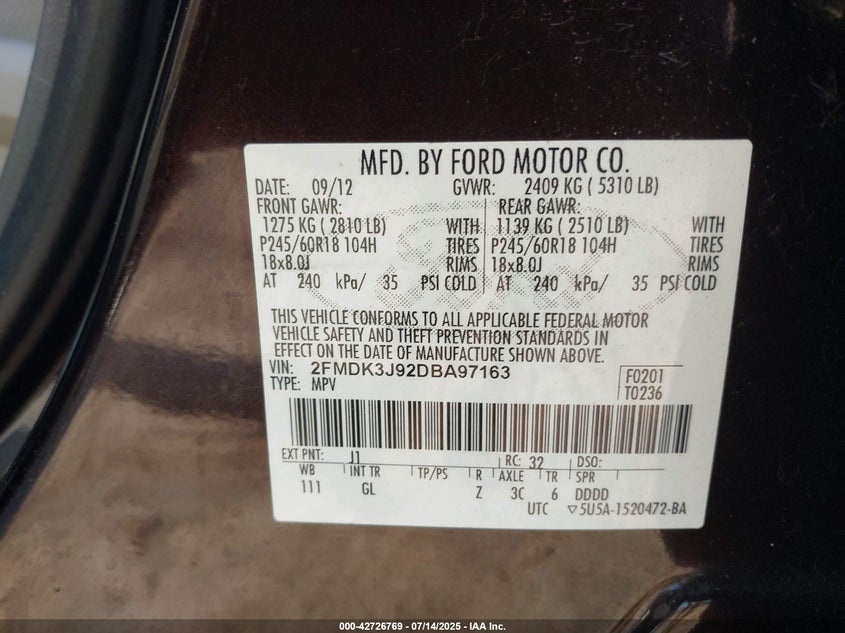 MFD. BY FORD MOTOR CO.
DATE: 09/12 GVWR: 2409 KG ( 5310 LB)
FRONT GAWR: REAR GAWR:
1275 KG ( 2810 LB) WITH 1139 KG ( 2510 LB) WITH
P245/60R18 104H TIRES P245/60R18 104H TIRES
18x8.0J RIMS 18x8.0J RIMS
AT 240 kPa/ 35 PSI COLD AT 240 kPa/ 35 PSI COLD
THIS VEHICLE CONFORMS TO ALL APPLICABLE FEDERAL MOTOR
VEHICLE SAFETY AND THEFT PREVENTION STANDARDS IN
EFFECT ON THE DATE OF MANUFACTURE SHOWN ABOVE.
VIN: 2FMDK3J92DBA97163 F0201
TYPE: MPV T0236
EXT PNT: J1 RC: 32 DSO:
WB INT TR TP/PS R AXLE TR SPR
111 GL Z 3C 6 DDDD
UTC ▽5U5A-1520472-BA
000-42726769 - 07/14/2025 - IAA Inc.